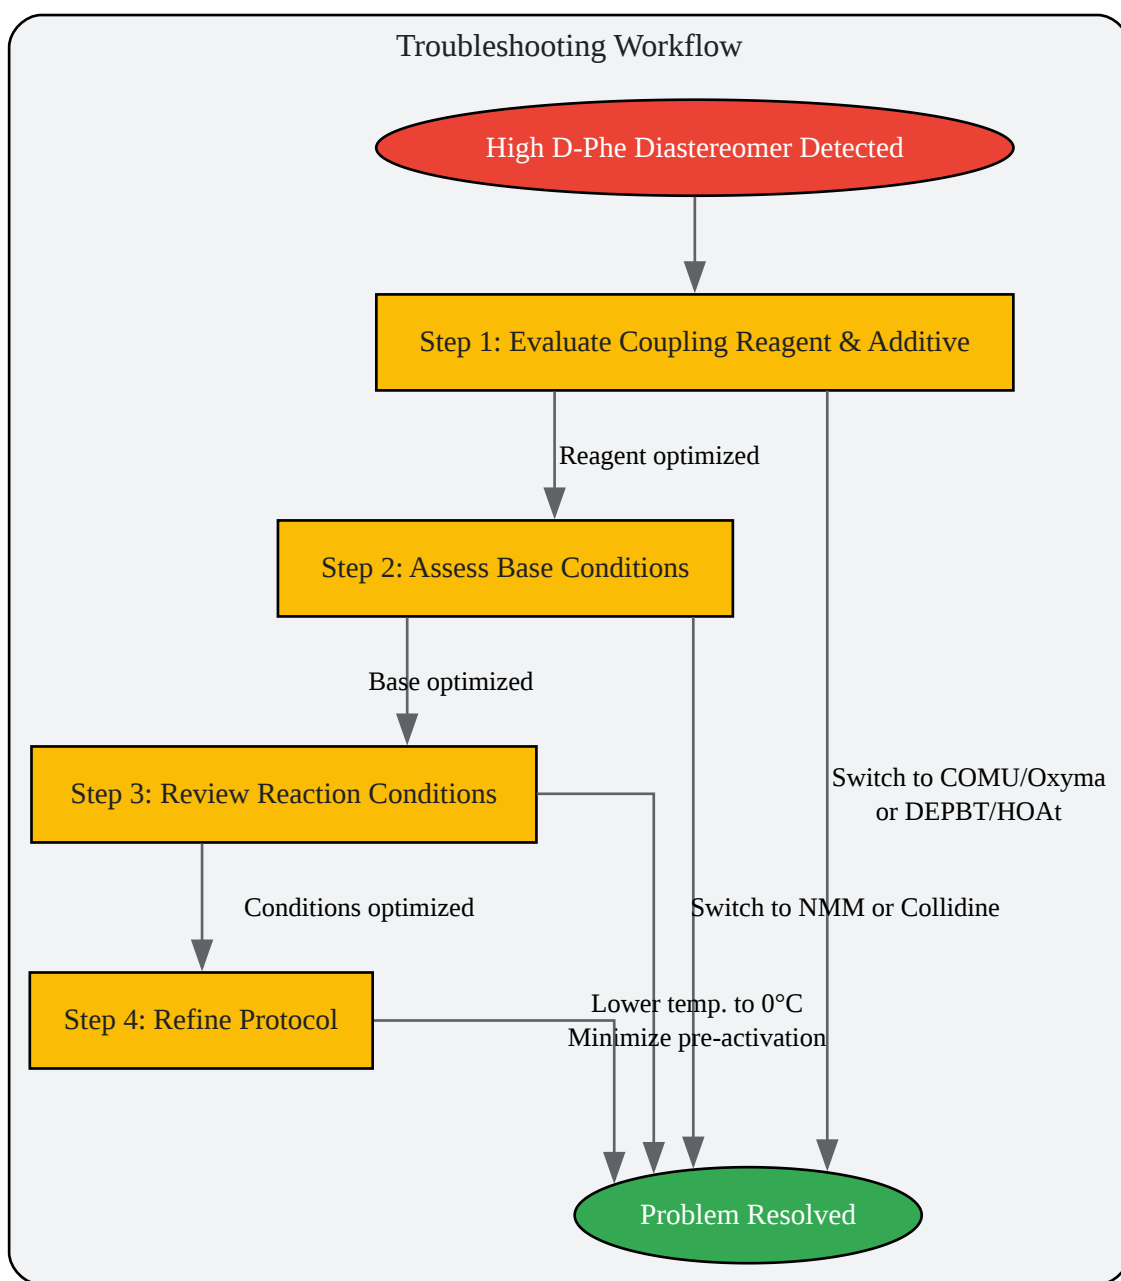 Troubleshooting Workflow
High D-Phe Diastereomer Detected
Step 1: Evaluate Coupling Reagent & Additive
Reagent optimized
Step 2: Assess Base Conditions
Base optimized
Step 3: Review Reaction Conditions
Switch to COMU/Oxyma
or DEPBT/HOAt
Conditions optimized
Switch to NMM or Collidine
Step 4: Refine Protocol
Lower temp. to 0°C
Minimize pre-activation
Problem Resolved